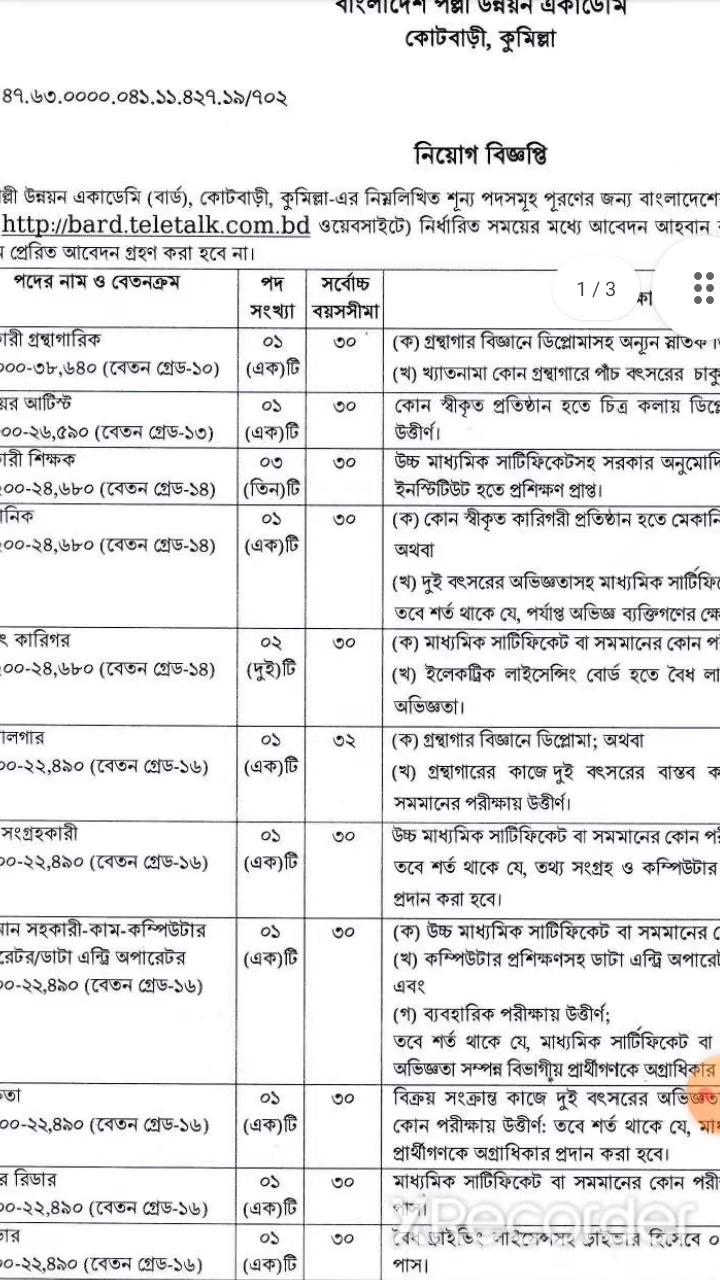 বাংলাদেশ পল্লী উন্নয়ন একাডেমি
কোটবাড়ী, কুমিল্লা
৪৭.৬৩.০০০০.০৪১.১১.৪২৭.১৯/৭০২
নিয়োগ বিজ্ঞপ্তি
ল্লী উন্নয়ন একাডেমি (বার্ড), কোটবাড়ী, কুমিল্লা-এর নিম্নলিখিত শূন্য পদসমূহ পূরণের জন্য বাংলাদেশে
http://bard.teletalk.com.bd ওয়েবসাইটে) নির্ধারিত সময়ের মধ্যে আবেদন আহবান
প্রেরিত আবেদন গ্রহণ করা হবে না।
পদের নাম ও বেতনক্রম
পদ সংখ্যা
সর্বোচ্চ বয়সসীমা
1 / 3
কারী গ্রন্থাগারিক
০০০-৩৮,৬৪০ (বেতন গ্রেড-১০)
০১
(এক)টি
৩০
(ক) গ্রন্থাগার বিজ্ঞানে ডিপ্লোমাসহ অন্যূন স্নাতক
(খ) খ্যাতনামা কোন গ্রন্থাগারে পাঁচ বৎসরের চাকু
য়র আর্টিস্ট
০০-২৬,৫৯০ (বেতন গ্রেড-১৩)
০১
(এক)টি
৩০
কোন স্বীকৃত প্রতিষ্ঠান হতে চিত্র কলায় ডিপ্লো
উত্তীর্ণ।
কারী শিক্ষক
২০০-২৪,৬৮০ (বেতন গ্রেড-১৪)
০৩
(তিন)টি
৩০
উচ্চ মাধ্যমিক সার্টিফিকেটসহ সরকার অনুমোদি
ইনস্টিটিউট হতে প্রশিক্ষণ প্রাপ্ত।
ানিক
২০০-২৪,৬৮০ (বেতন গ্রেড-১৪)
০১
(এক)টি
৩০
(ক) কোন স্বীকৃত কারিগরী প্রতিষ্ঠান হতে মেকানি
অথবা
(খ) দুই বৎসরের অভিজ্ঞতাসহ মাধ্যমিক সার্টিফি
তবে শর্ত থাকে যে, পর্যাপ্ত অভিজ্ঞ ব্যক্তিগণের ক্ষে
ৎ কারিগর
২০০-২৪,৬৮০ (বেতন গ্রেড-১৪)
০২
(দুই)টি
৩০
(ক) মাধ্যমিক সার্টিফিকেট বা সমমানের কোন প
(খ) ইলেকট্রিক লাইসেন্সিং বোর্ড হতে বৈধ লা
অভিজ্ঞতা।
ালগার
০০-২২,৪৯০ (বেতন গ্রেড-১৬)
০১
(এক)টি
৩২
(ক) গ্রন্থাগার বিজ্ঞানে ডিপ্লোমা; অথবা
(খ) গ্রন্থাগারের কাজে দুই বৎসরের বাস্তব ক
সমমানের পরীক্ষায় উত্তীর্ণ।
সংগ্রহকারী
০০-২২,৪৯০ (বেতন গ্রেড-১৬)
০১
(এক)টি
৩০
উচ্চ মাধ্যমিক সার্টিফিকেট বা সমমানের কোন পরী
তবে শর্ত থাকে যে, তথ্য সংগ্রহ ও কম্পিউটার
প্রদান করা হবে।
মান সহকারী-কাম-কম্পিউটার
রেটর/ডাটা এন্ট্রি অপারেটর
০০-২২,৪৯০ (বেতন গ্রেড-১৬)
০১
(এক)টি
৩০
(ক) উচ্চ মাধ্যমিক সার্টিফিকেট বা সমমানের
(খ) কম্পিউটার প্রশিক্ষণসহ ডাটা এন্ট্রি অপারেট
এবং
(গ) ব্যবহারিক পরীক্ষায় উত্তীর্ণ;
তবে শর্ত থাকে যে, মাধ্যমিক সার্টিফিকেট বা
অভিজ্ঞতা সম্পন্ন বিভাগীয় প্রার্থীগণকে অগ্রাধিকার
তা
০০-২২,৪৯০ (বেতন গ্রেড-১৬)
০১
(এক)টি
৩০
বিক্রয় সংক্রান্ত কাজে দুই বৎসরের অভিজ্ঞত
কোন পরীক্ষায় উত্তীর্ণ: তবে শর্ত থাকে যে, মা
প্রার্থীগণকে অগ্রাধিকার প্রদান করা হবে।
র রিডার
০০-২২,৪৯০ (বেতন গ্রেড-১৬)
০১
(এক)টি
৩০
মাধ্যমিক সার্টিফিকেট বা সমমানের কোন পরী
পাস।
ার
০০-২২,৪৯০ (বেতন গ্রেড-১৬)
০১
(এক)টি
৩০
বৈধ ড্রাইভিং লাইসেন্সসহ ড্রাইভার হিসেবে ০
পাস।
XRecorder